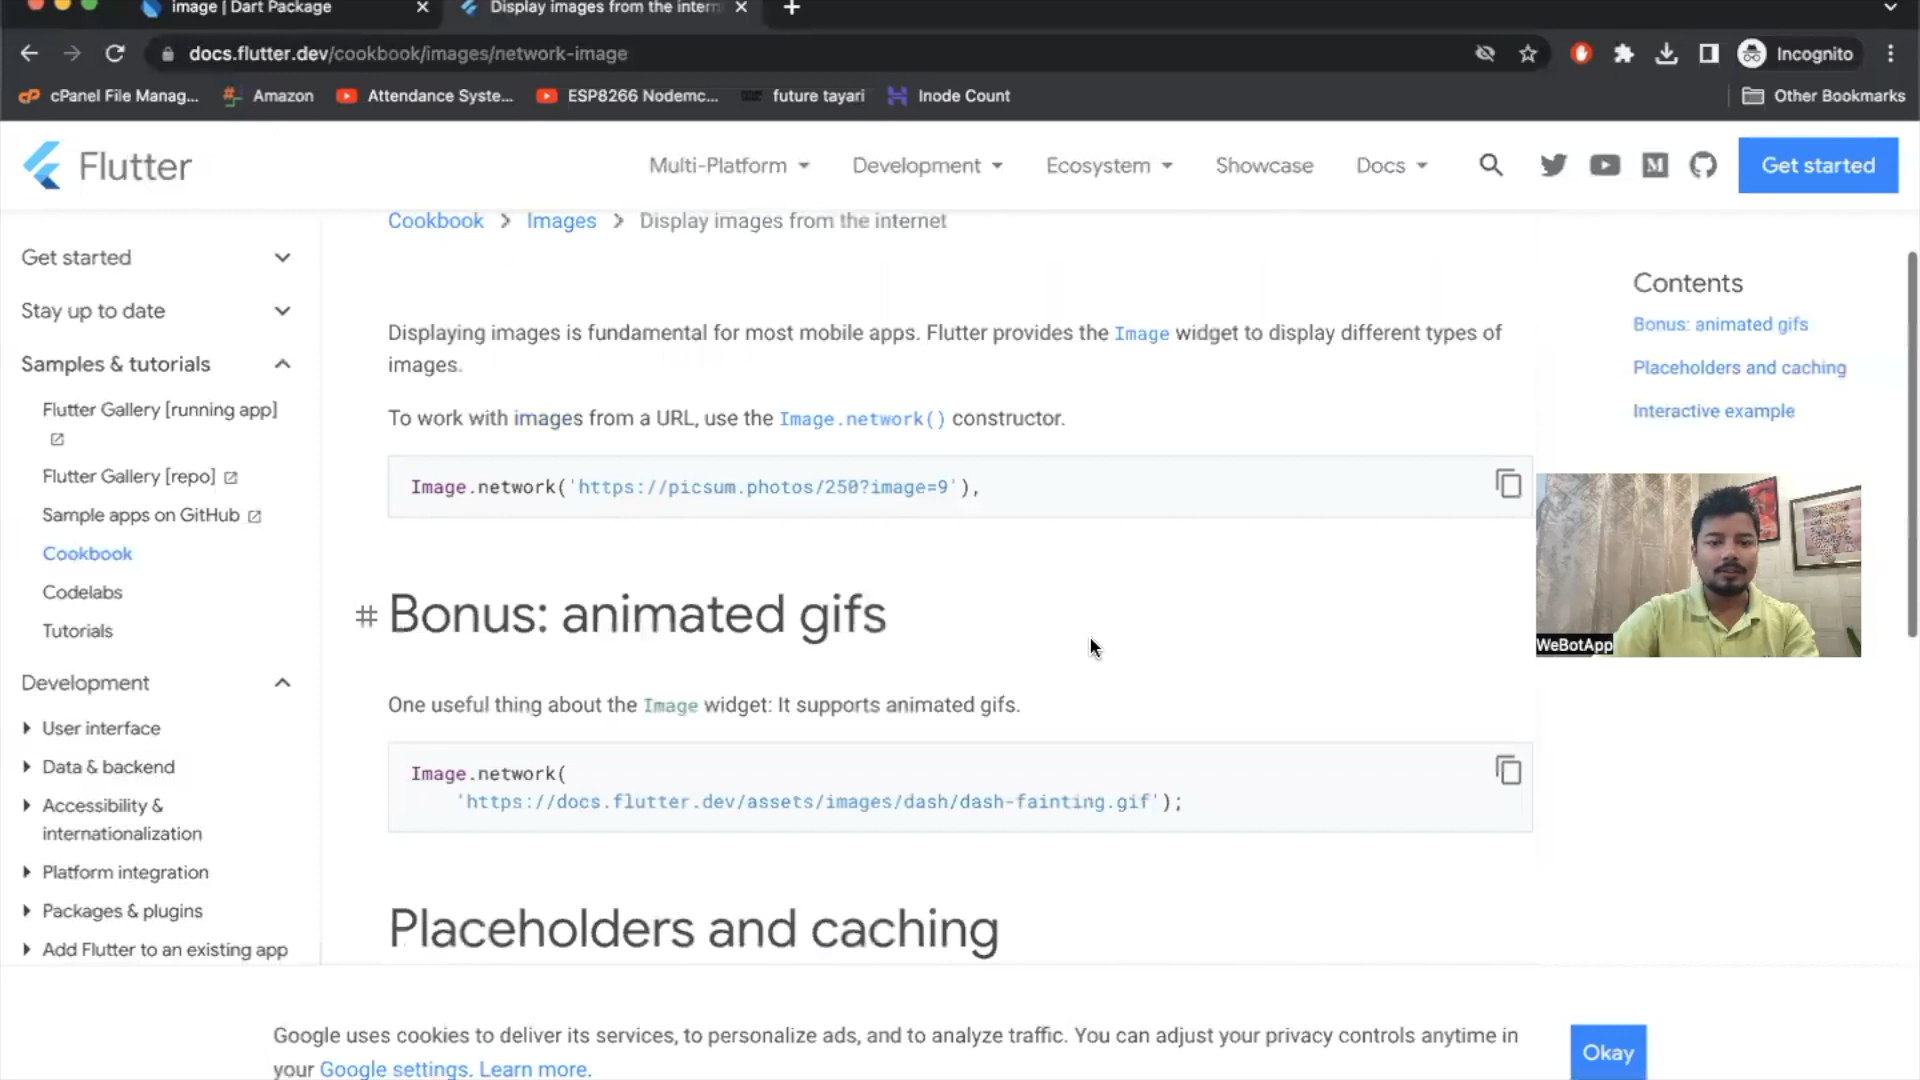 image | Dart Package
Display images from the intern
docs.flutter.dev/cookbook/images/network-image
Incognito
cPanel File Manag...
Amazon
Attendance Syste...
ESP8266 Nodemc...
future tayari
Inode Count
Other Bookmarks
Flutter
Multi-Platform
Development
Ecosystem
Showcase
Docs
Get started
Cookbook > Images > Display images from the internet
Get started
Stay up to date
Samples & tutorials
Flutter Gallery [running app]
Flutter Gallery [repo]
Sample apps on GitHub
Cookbook
Codelabs
Tutorials
Development
User interface
Data & backend
Accessibility &
internationalization
Platform integration
Packages & plugins
Add Flutter to an existing app
Displaying images is fundamental for most mobile apps. Flutter provides the Image widget to display different types of
images.
To work with images from a URL, use the Image.network() constructor.
Image.network('https://picsum.photos/250?image=9'),
# Bonus: animated gifs
One useful thing about the Image widget: It supports animated gifs.
Image.network(
'https://docs.flutter.dev/assets/images/dash/dash-fainting.gif');
Placeholders and caching
Contents
Bonus: animated gifs
Placeholders and caching
Interactive example
WeBotApp
Google uses cookies to deliver its services, to personalize ads, and to analyze traffic. You can adjust your privacy controls anytime in
your Google settings. Learn more.
Okay